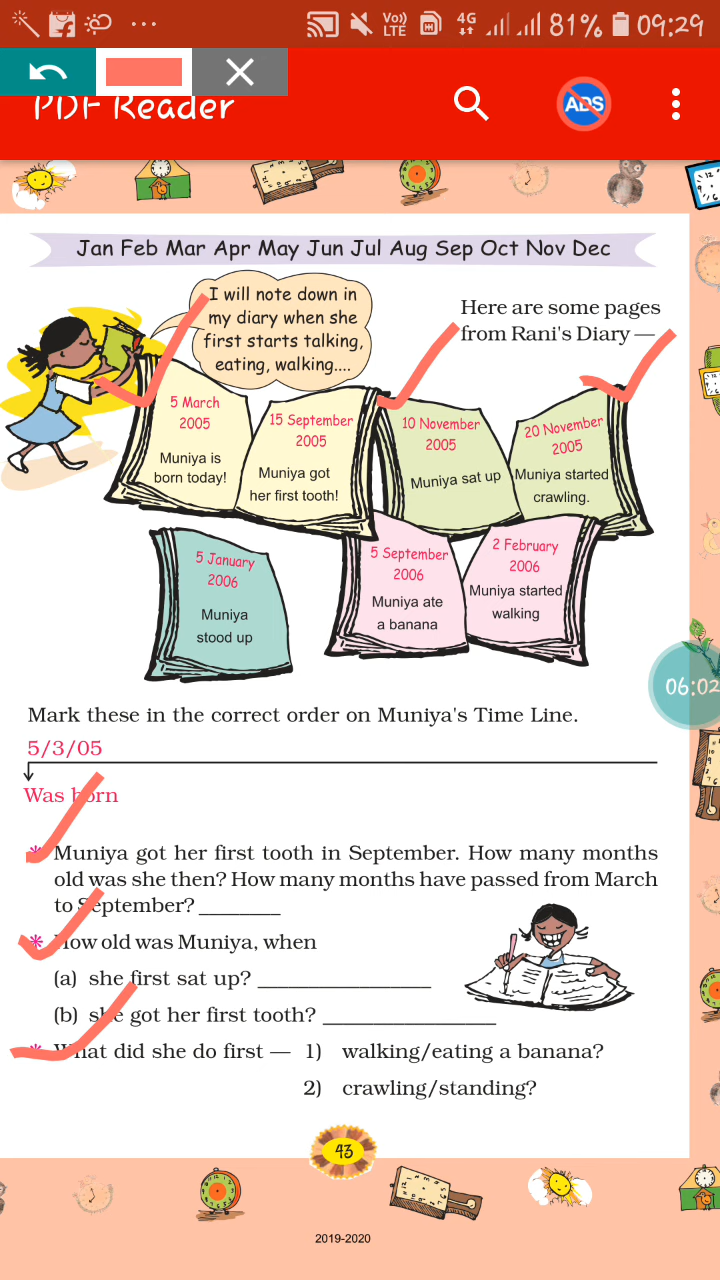 Vo))
LTE
4G
81%
09:29
PDF Reader
ADS
Jan Feb Mar Apr May Jun Jul Aug Sep Oct Nov Dec
I will note down in
my diary when she
first starts talking,
eating, walking....
Here are some pages
from Rani's Diary —
5 March
2005
Muniya is
born today!
15 September
2005
Muniya got
her first tooth!
10 November
2005
Muniya sat up
20 November
2005
Muniya started
crawling.
5 January
2006
Muniya
stood up
5 September
2006
Muniya ate
a banana
2 February
2006
Muniya started
walking
06:02
Mark these in the correct order on Muniya's Time Line.
5/3/05
Was born
* Muniya got her first tooth in September. How many months
old was she then? How many months have passed from March
to September? ________
* How old was Muniya, when
(a) she first sat up? _________________
(b) she got her first tooth? _________________
* What did she do first — 1) walking/eating a banana?
2) crawling/standing?
43
2019-2020